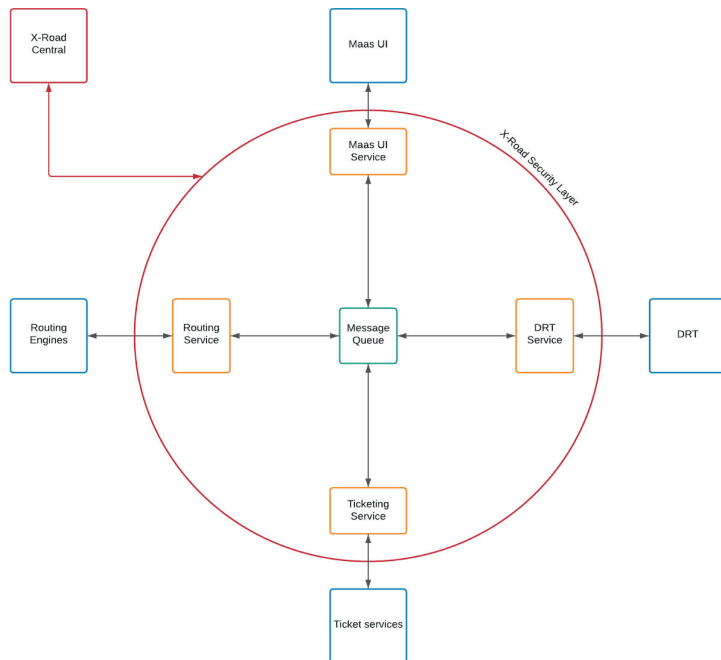 X-Road
Central
Maas UI
Maas UI
Service
X-Road Security Layer
Routing
Engines
Routing
Service
Message
Queue
DRT
Service
DRT
Ticketing
Service
Ticket services